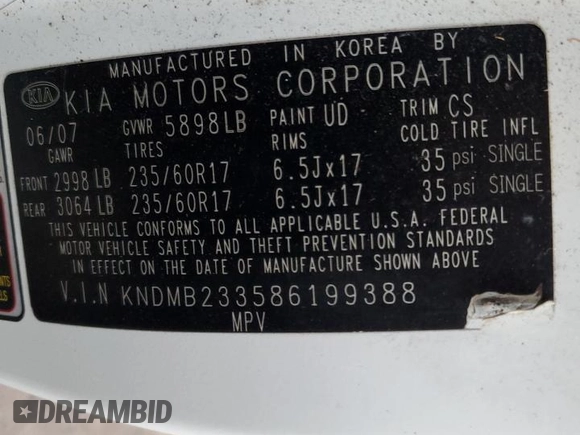 MANUFACTURED IN KOREA BY
KIA KIA MOTORS CORPORATION
06/07 GVWR 5898LB PAINT UD TRIM CS
GAWR TIRES RIMS COLD TIRE INFL
FRONT 2998 LB 235/60R17 6.5Jx17 35 psi SINGLE
REAR 3064 LB 235/60R17 6.5Jx17 35 psi SINGLE
THIS VEHICLE CONFORMS TO ALL APPLICABLE U.S.A. FEDERAL
MOTOR VEHICLE SAFETY AND THEFT PREVENTION STANDARDS
IN EFFECT ON THE DATE OF MANUFACTURE SHOWN ABOVE
V.I.N KNDMB233586199388
MPV
DREAMBID